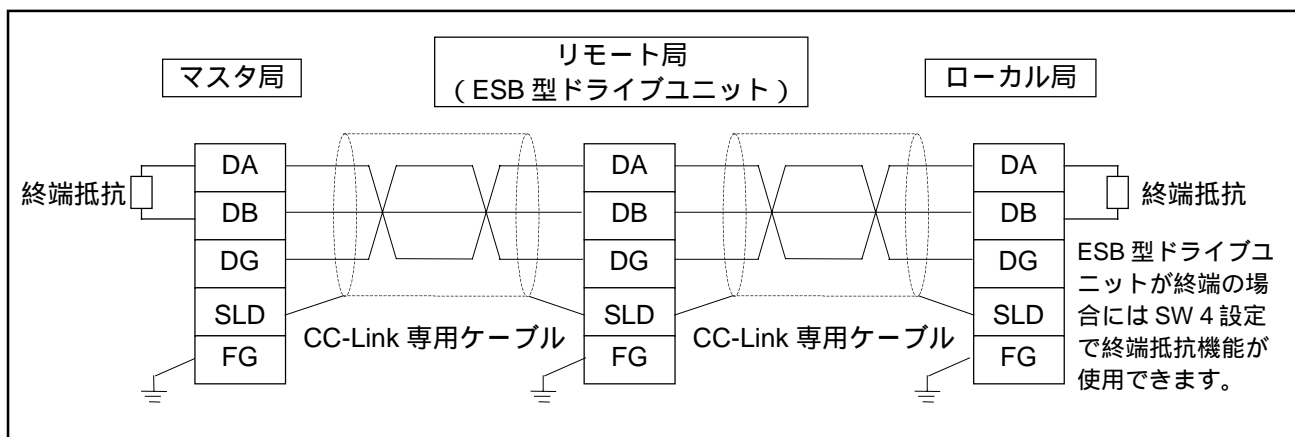 リモート局
(ESB 型ドライブユニット)
マスタ局
ローカル局
終端抵抗
DA
DB
DG
SLD
FG
CC-Link 専用ケーブル
DA
DB
DG
SLD
FG
CC-Link 専用ケーブル
DA
DB
DG
SLD
FG
終端抵抗
ESB 型ドライブユ
ニットが終端の場
合には SW 4 設定
で終端抵抗機能が
使用できます。